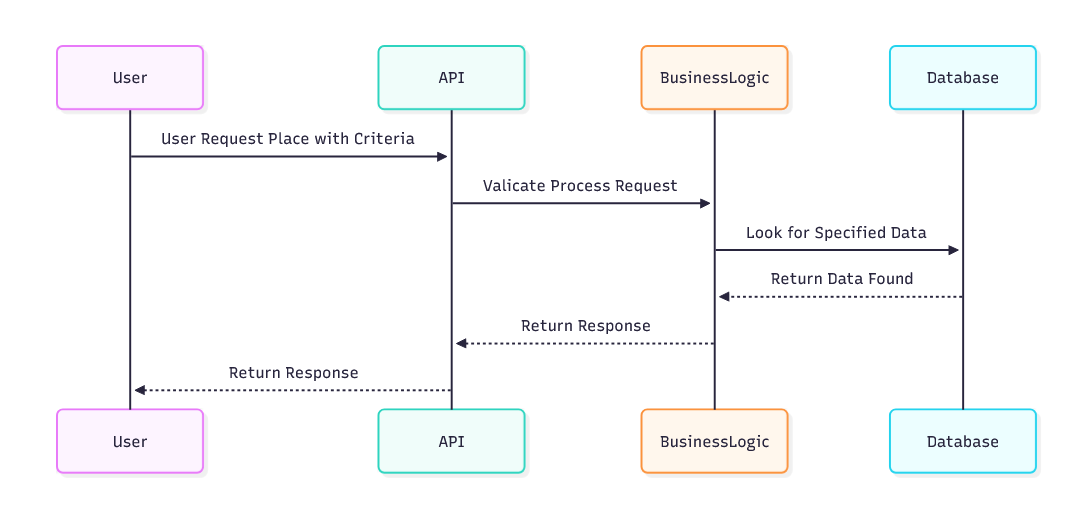 User
API
BusinessLogic
Database
User Request Place with Criteria
Valicate Process Request
Look for Specified Data
Return Data Found
Return Response
Return Response
User
API
BusinessLogic
Database